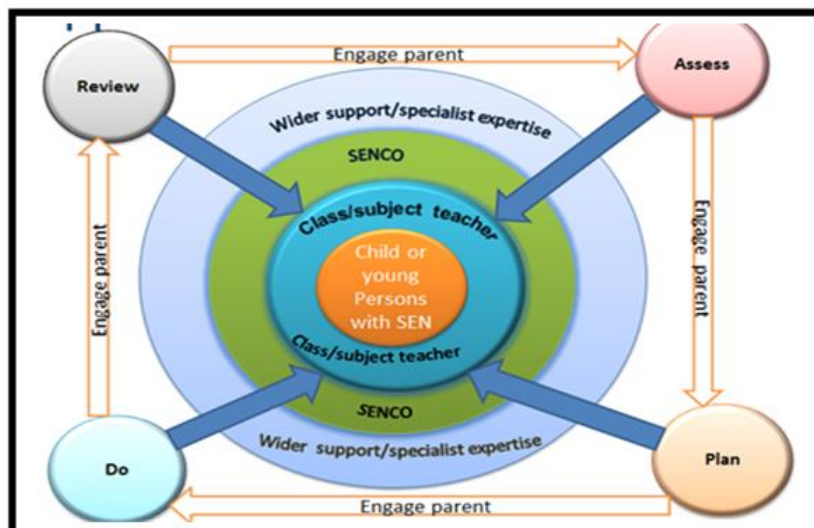 Engage parent
Review
Assess
Wider support/specialist expertise
SENCO
Class/subject teacher
Engage parent
Engage parent
Child or
young
Persons
with SEN
Class/subject teacher
SENCO
Wider support/specialist expertise
Do
Plan
Engage parent